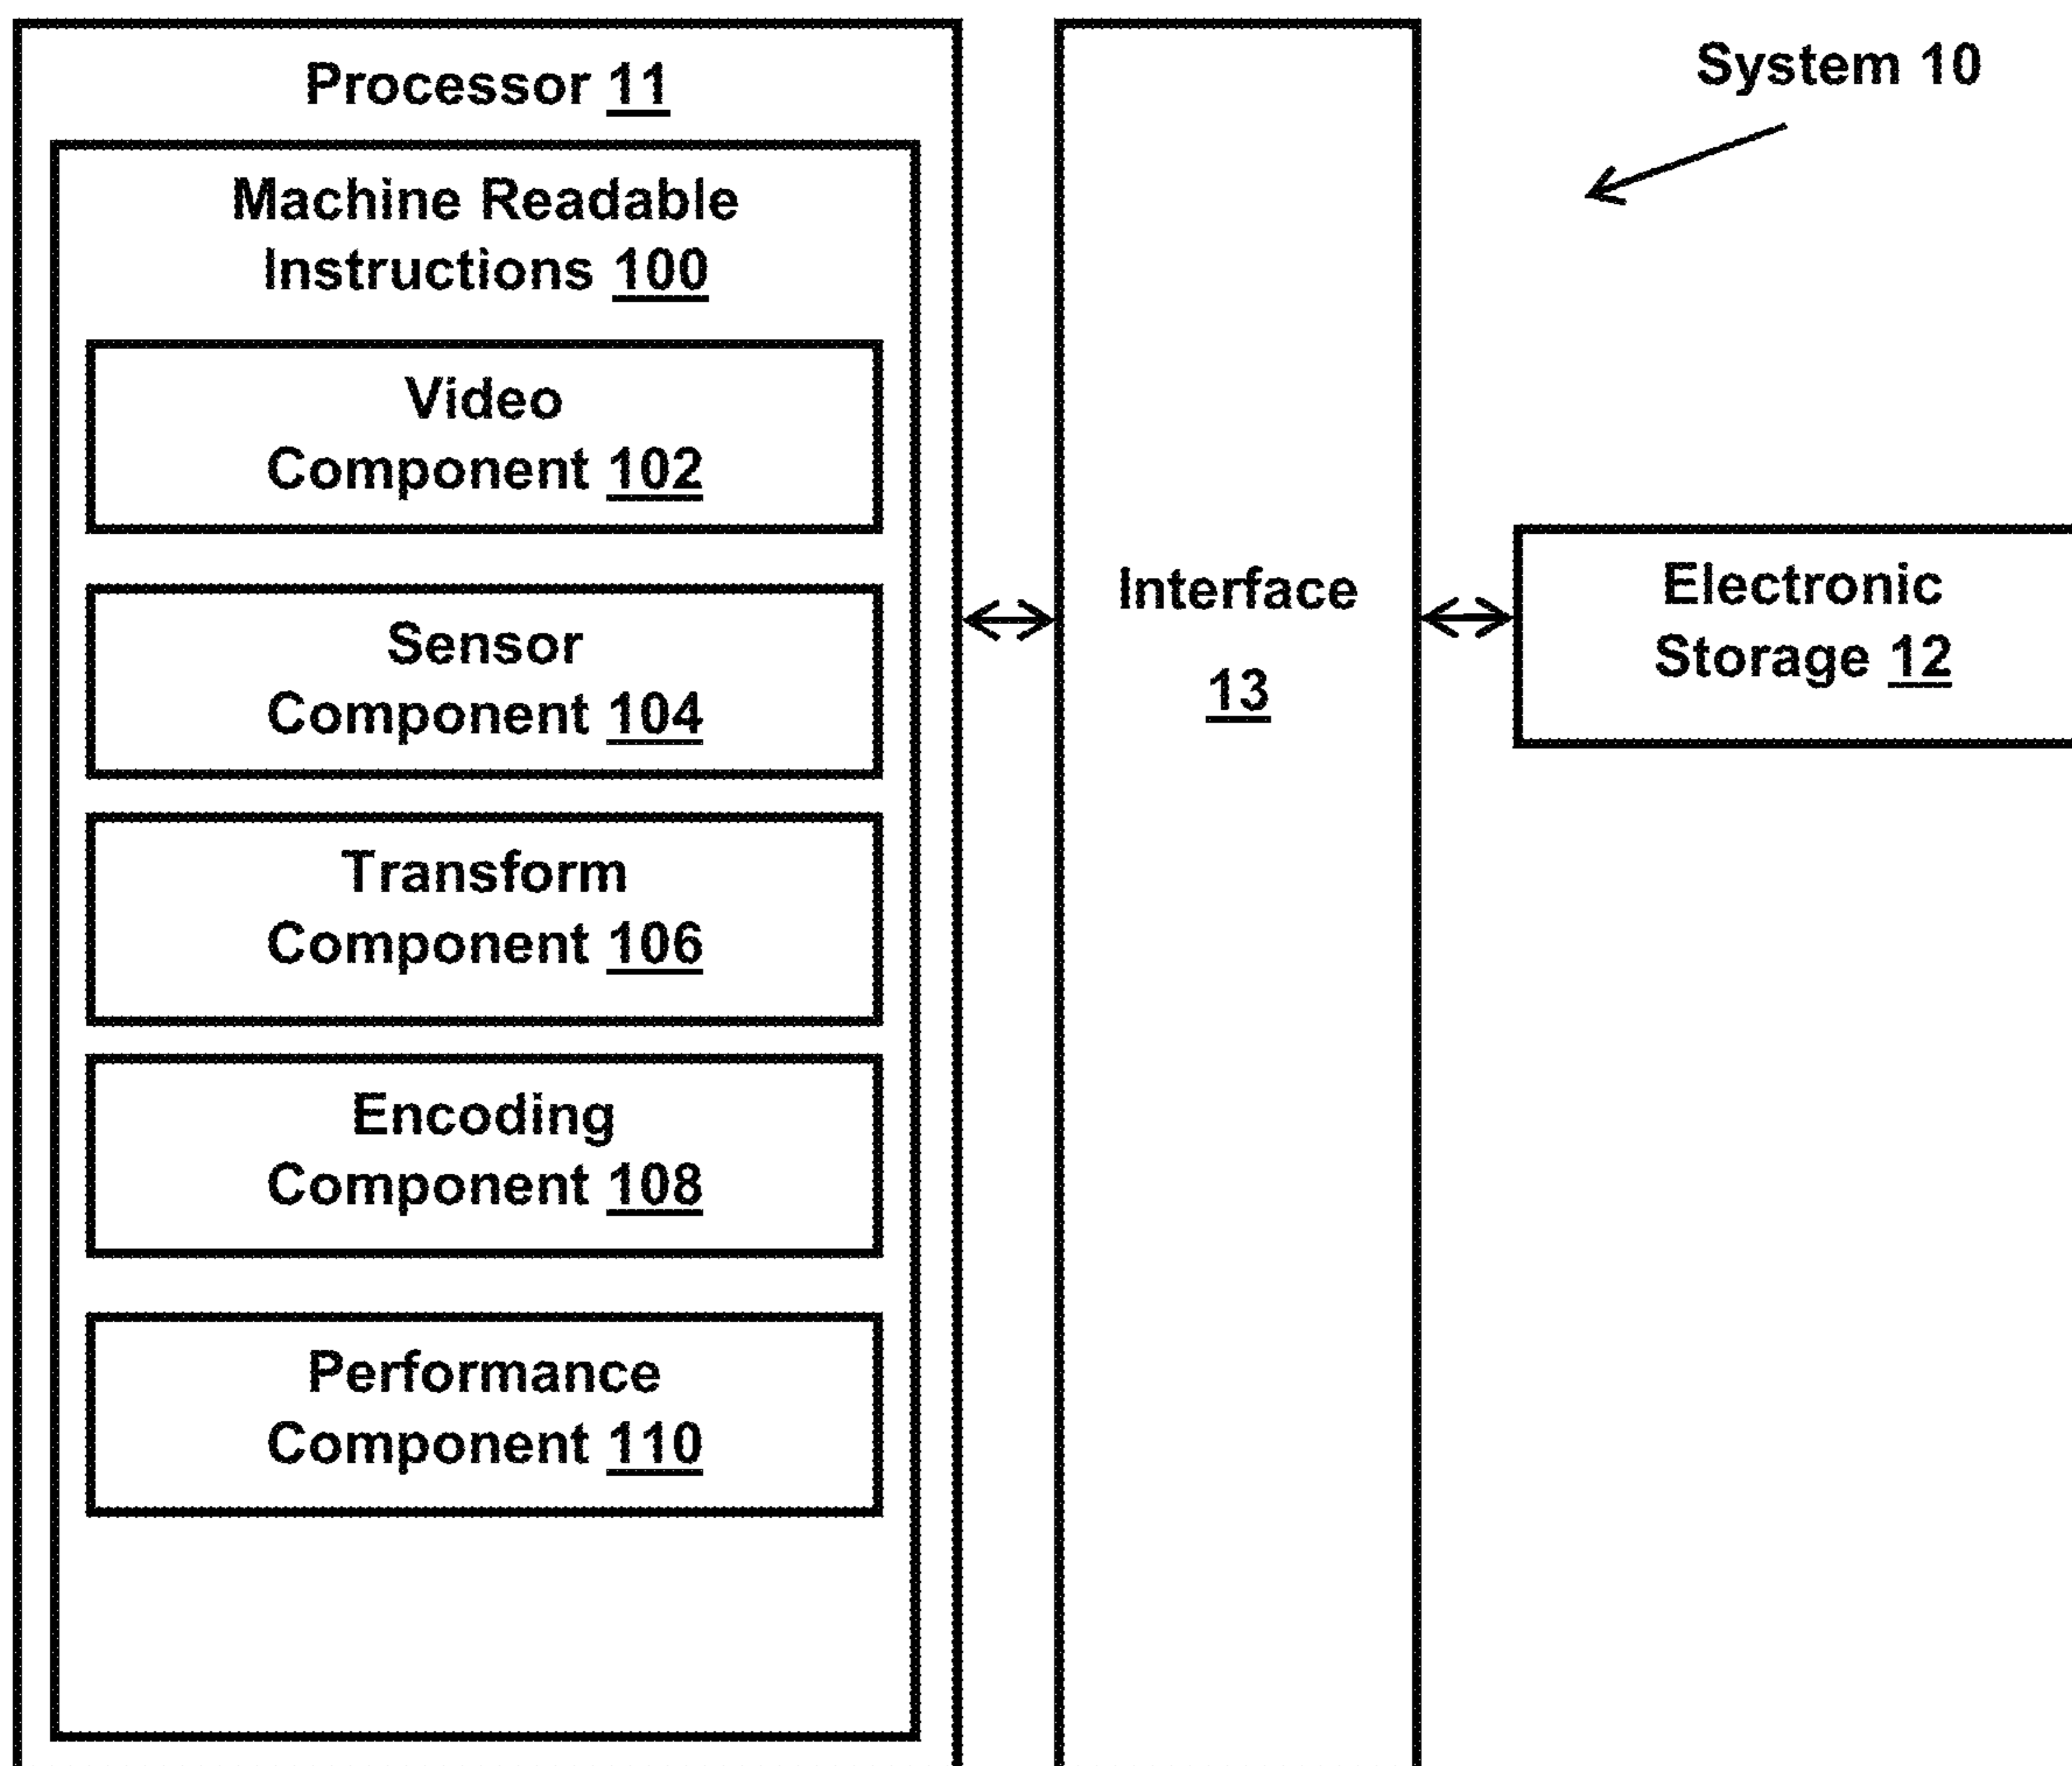 Processor 11
Machine Readable
Instructions 100
Video
Component 102
Sensor
Component 104
Transform
Component 106
Encoding
Component 108
Performance
Component 110
Interface
13
System 10
Electronic
Storage 12